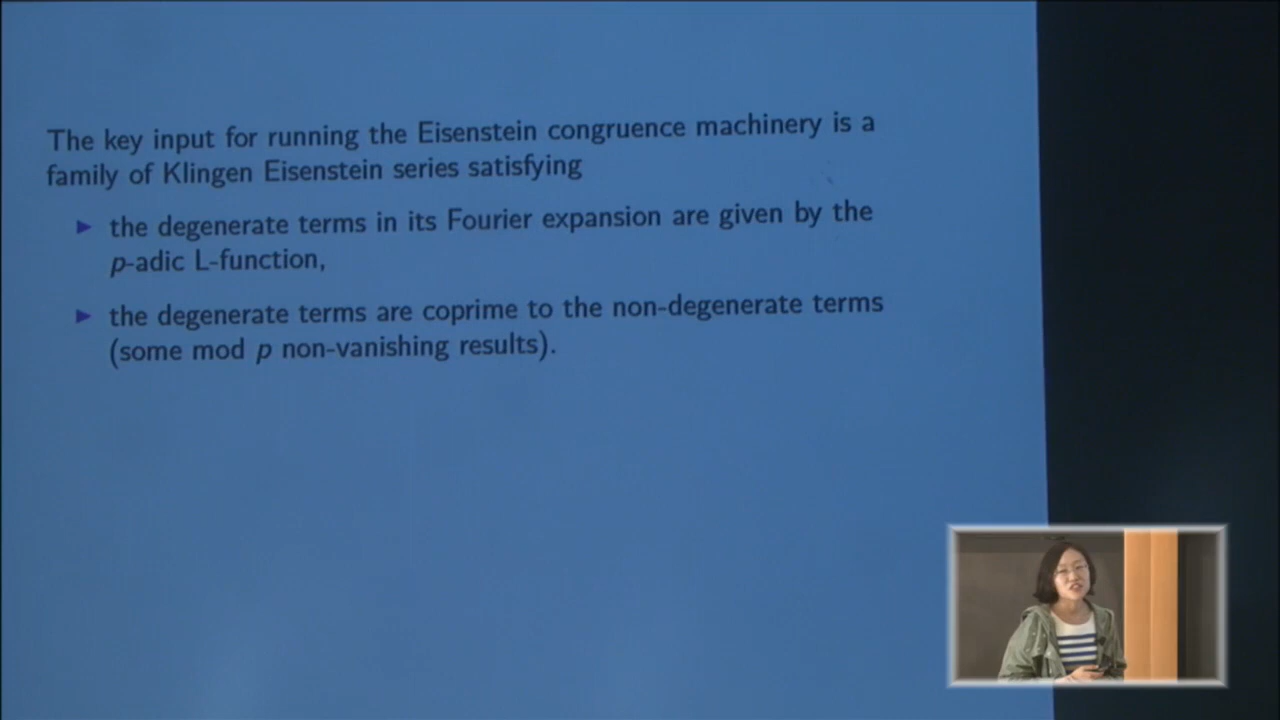 The key input for running the Eisenstein congruence machinery is a
family of Klingen Eisenstein series satisfying
▶ the degenerate terms in its Fourier expansion are given by the
p-adic L-function,
▶ the degenerate terms are coprime to the non-degenerate terms
(some mod p non-vanishing results).